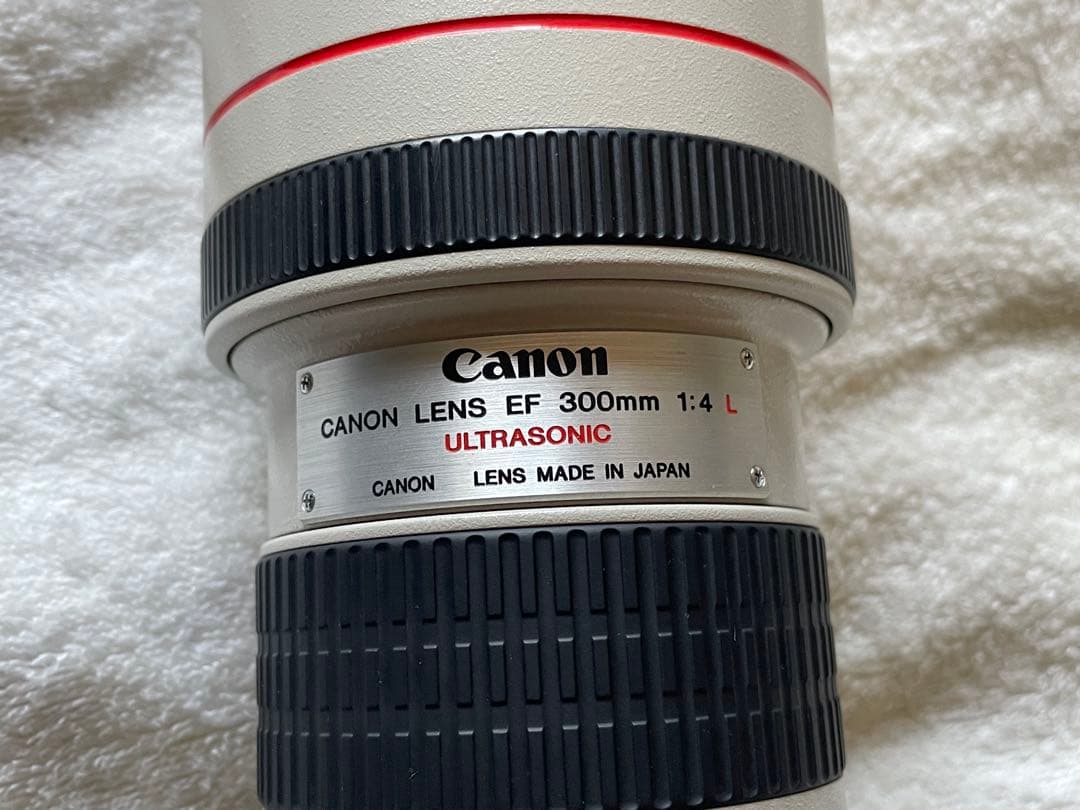 Canon
CANON LENS EF 300mm 1:4 L
ULTRASONIC
CANON LENS MADE IN JAPAN